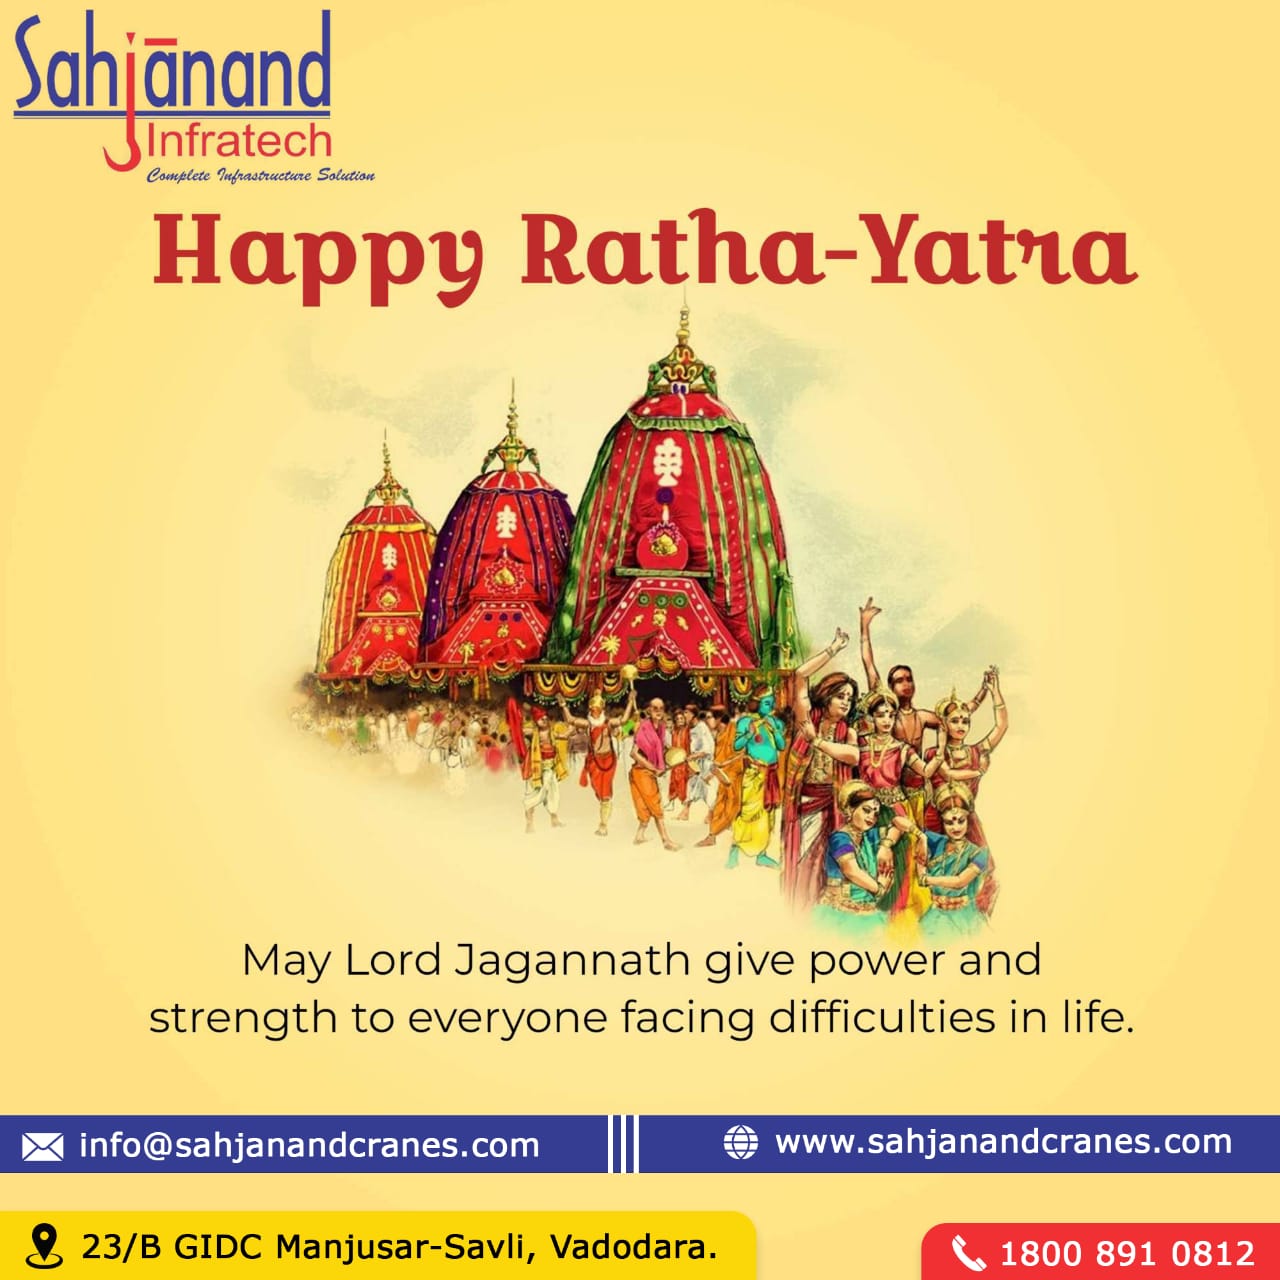 Sahjānand
Infratech
Complete Infrastructure Solution
Happy Ratha-Yatra
May Lord Jagannath give power and
strength to everyone facing difficulties in life.
info@sahjanandcranes.com
www.sahjanandcranes.com
23/B GIDC Manjusar-Savli, Vadodara.
1800 891 0812